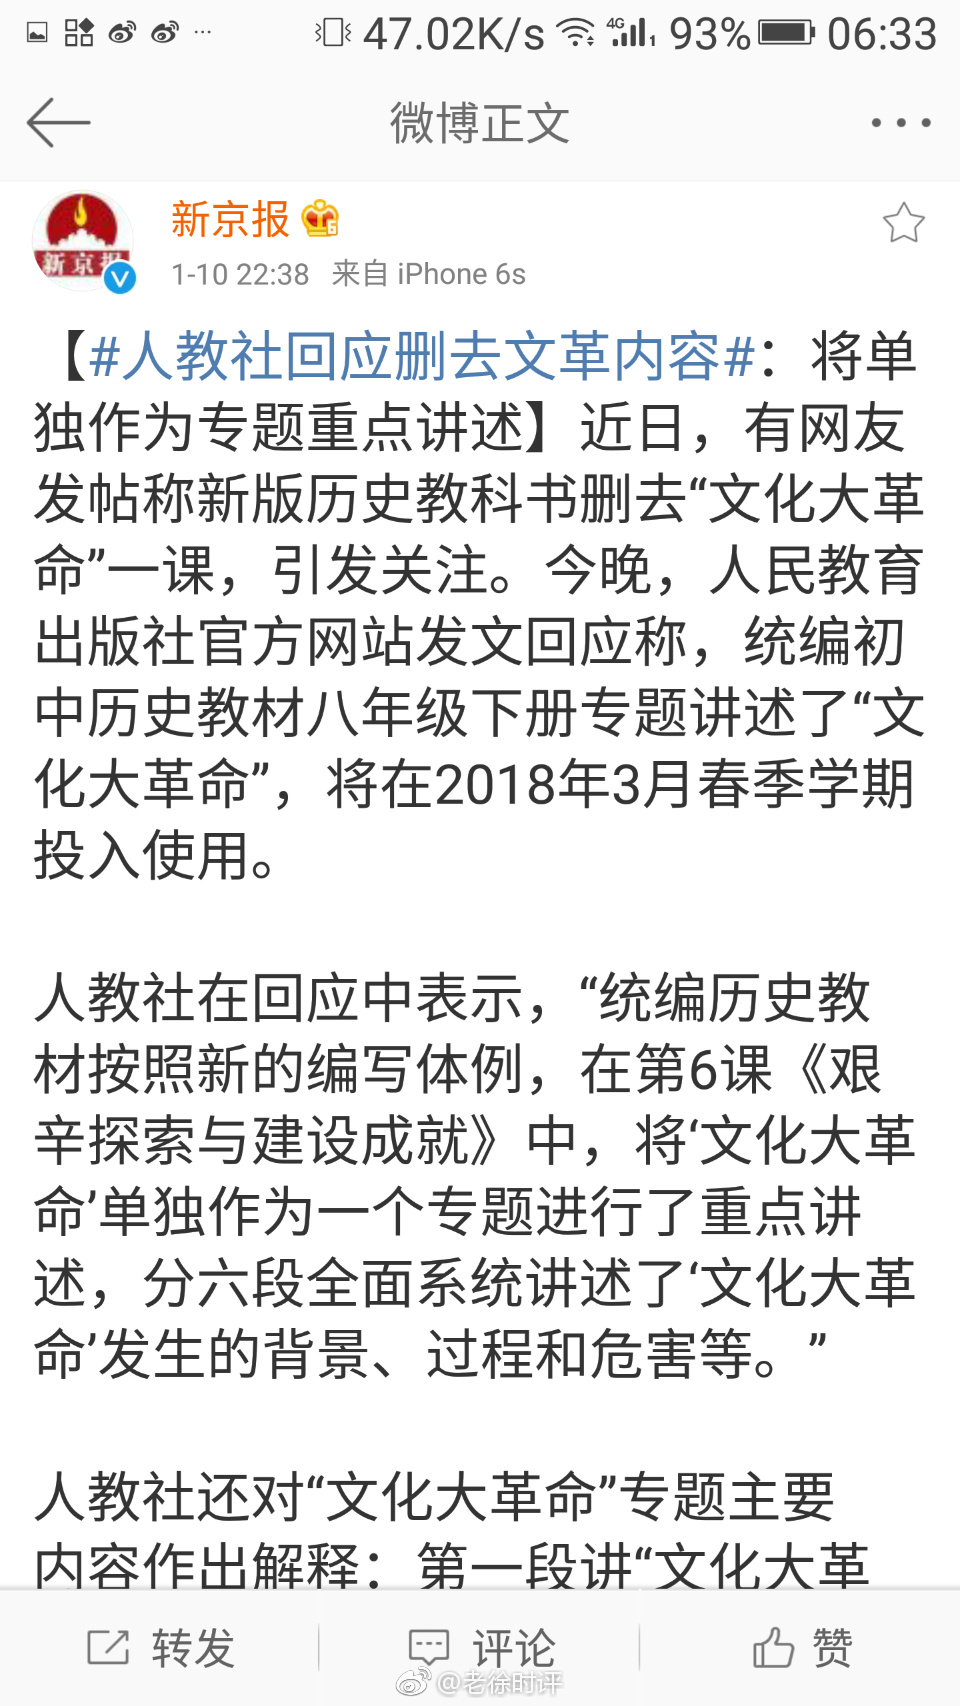 47.02K/s 4G 1 93% 06:33
微博正文
新京报
新京报
1-10 22:38 来自 iPhone 6s
【#人教社回应删去文革内容#：将单
独作为专题重点讲述】近日，有网友
发帖称新版历史教科书删去“文化大革
命”一课，引发关注。今晚，人民教育
出版社官方网站发文回应称，统编初
中历史教材八年级下册专题讲述了“文
化大革命”，将在2018年3月春季学期
投入使用。
人教社在回应中表示，“统编历史教
材按照新的编写体例，在第6课《艰
辛探索与建设成就》中，将‘文化大革
命’单独作为一个专题进行了重点讲
述，分六段全面系统讲述了‘文化大革
命’发生的背景、过程和危害等。”
人教社还对“文化大革命”专题主要
内容作出解释：第一段讲“文化大革
转发 评论 赞
@老徐时评